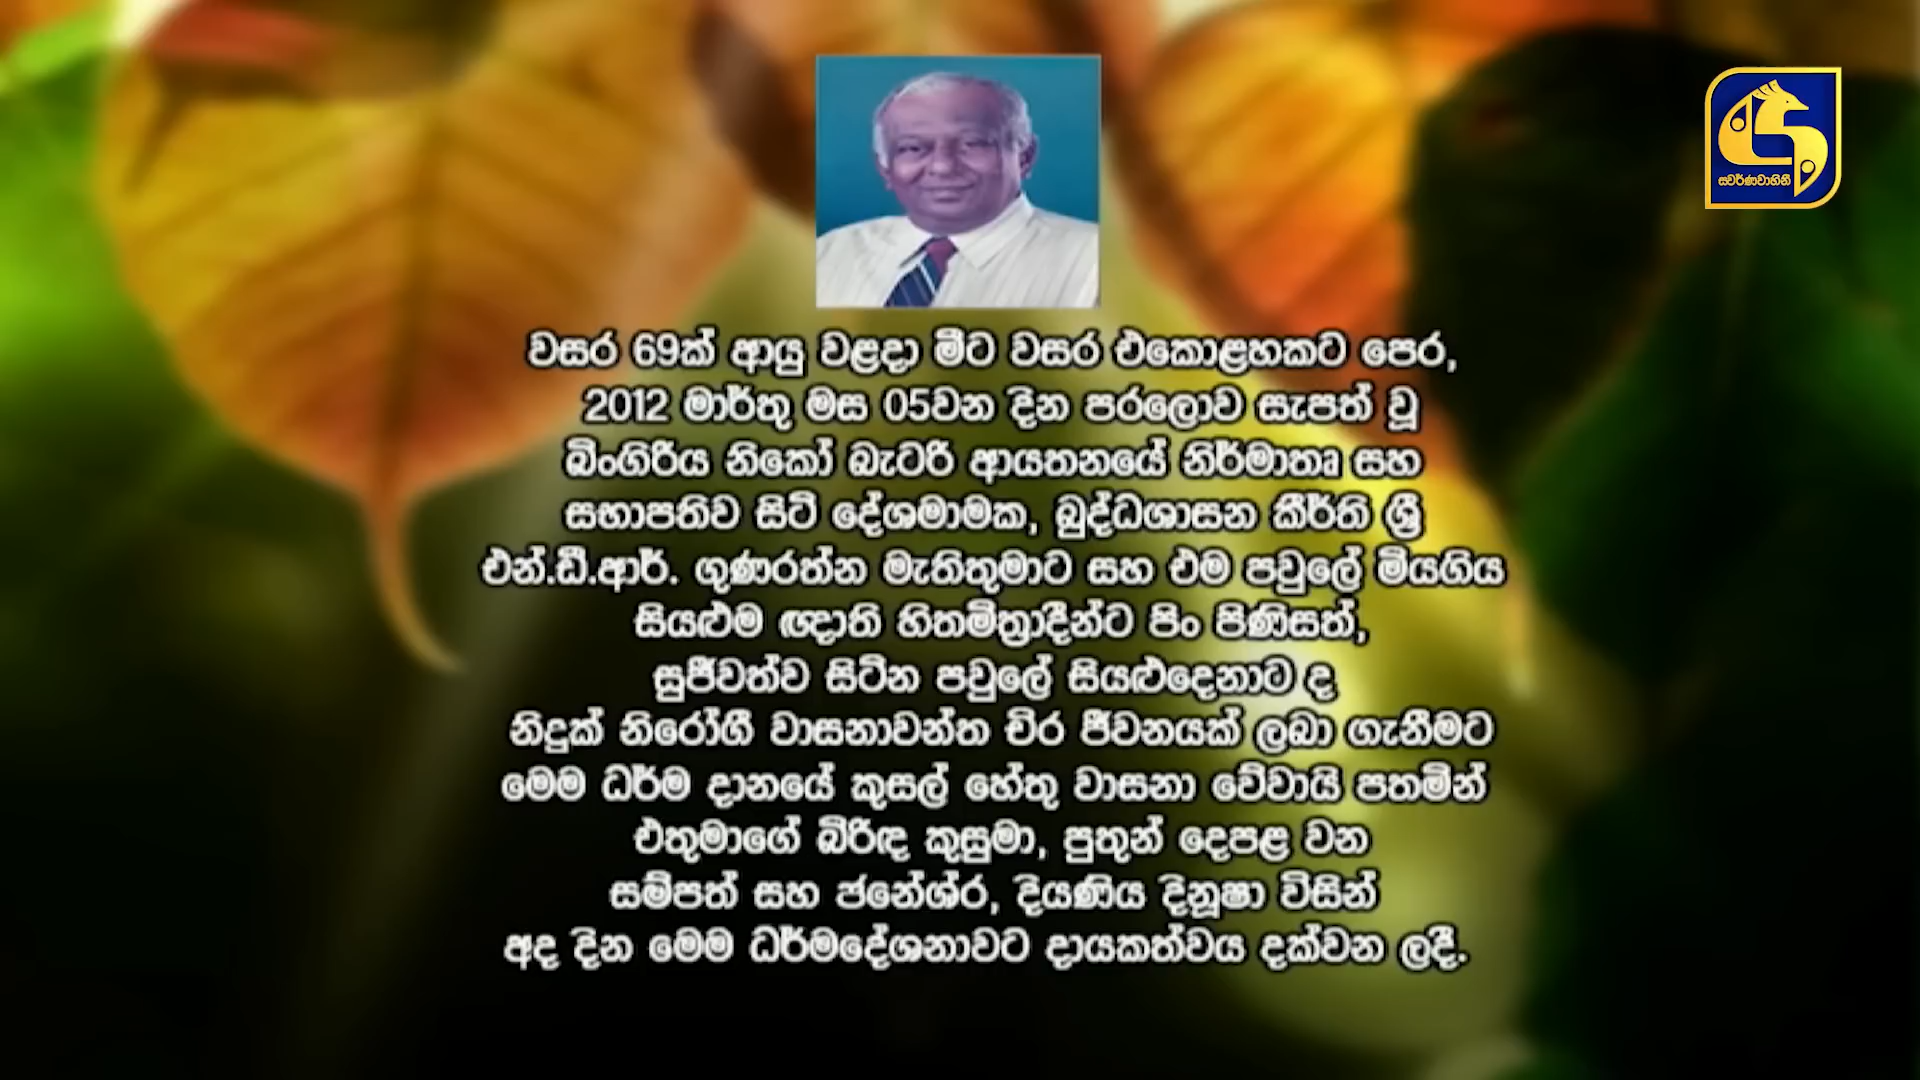 ස්වර්ණවාහිනී
වසර 69ක් ආයු වළඳා මීට වසර එකොළහකට පෙර,
2012 මාර්තු මස 05වන දින පරලොව සැපත් වූ
බිංගිරිය නිකෝ බැටරි ආයතනයේ නිර්මාතෘ සහ
සභාපතිව සිටි දේශමාමක, බුද්ධශාසන කීර්ති ශ්‍රී
එන්.ඩී.ආර්. ගුණරත්න මැතිතුමාට සහ එම පවුලේ මියගිය
සියළුම ඥාති හිතමිත්‍රාදීන්ට පිං පිණිසත්,
සුජීවත්ව සිටින පවුලේ සියළුදෙනාට ද
නිදුක් නිරෝගී වාසනාවන්ත චිර ජීවනයක් ලබා ගැනීමට
මෙම ධර්ම දානයේ කුසල් හේතු වාසනා වේවායි පතමින්
එතුමාගේ බිරිඳ කුසුමා, පුතුන් දෙපළ වන
සම්පත් සහ ජනේශ්ර, දියණිය දිනූෂා විසින්
අද දින මෙම ධර්මදේශනාවට දායකත්වය දක්වන ලදී.